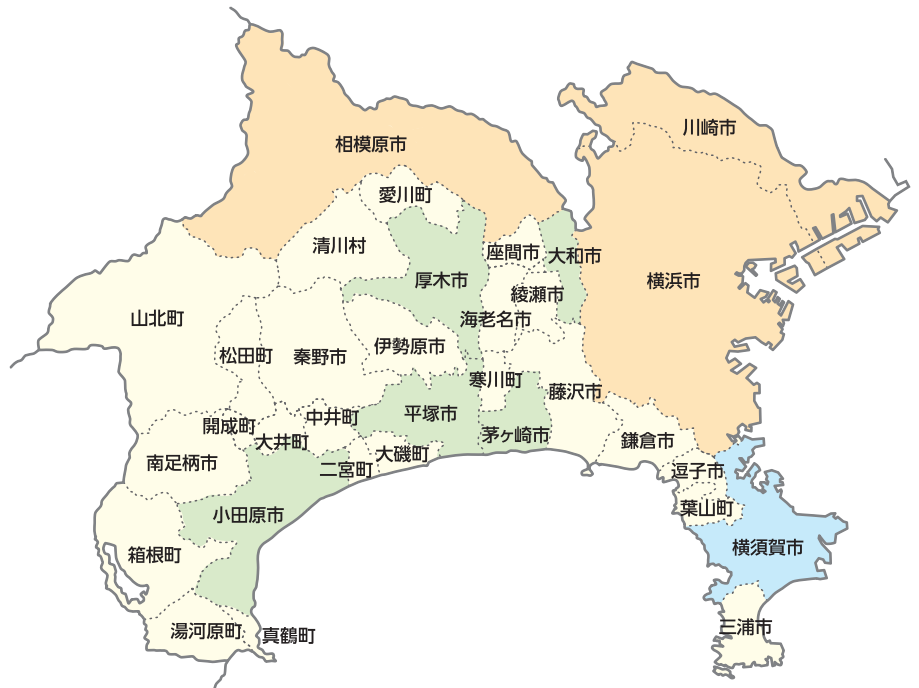 川崎市
相模原市
愛川町
清川村
座間市
大和市
厚木市
横浜市
綾瀬市
山北町
海老名市
伊勢原市
松田町
秦野市
寒川町
藤沢市
中井町
平塚市
開成町
大井町
茅ヶ崎市
鎌倉市
大磯町
南足柄市
二宮町
逗子市
葉山町
小田原市
横須賀市
箱根町
三浦市
湯河原町
真鶴町